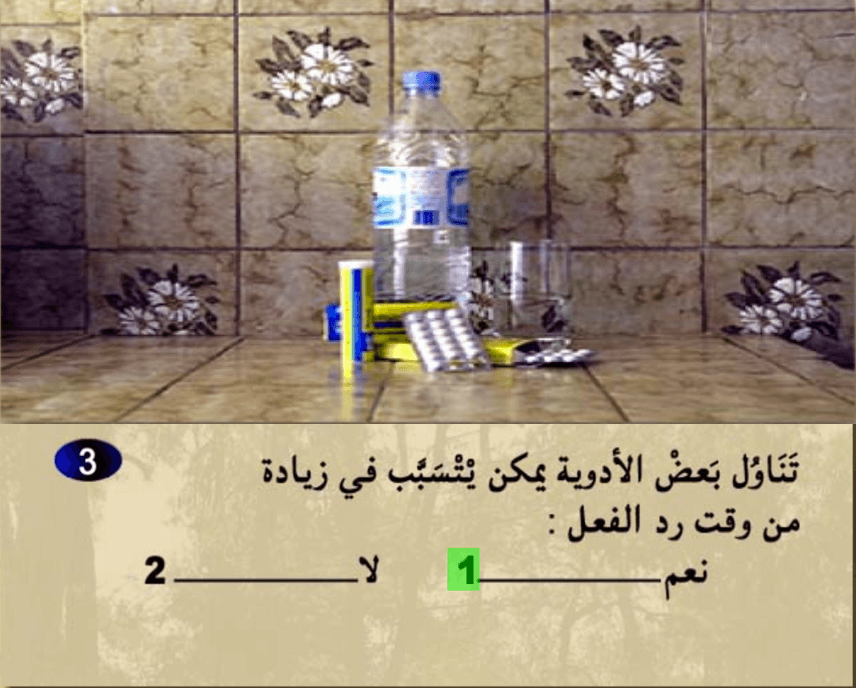 3
تَنَاوُل بَعضْ الأدوية يمكن يْتْسَبَّب في زيادة
من وقت رد الفعل :
نعم 1 لا 2